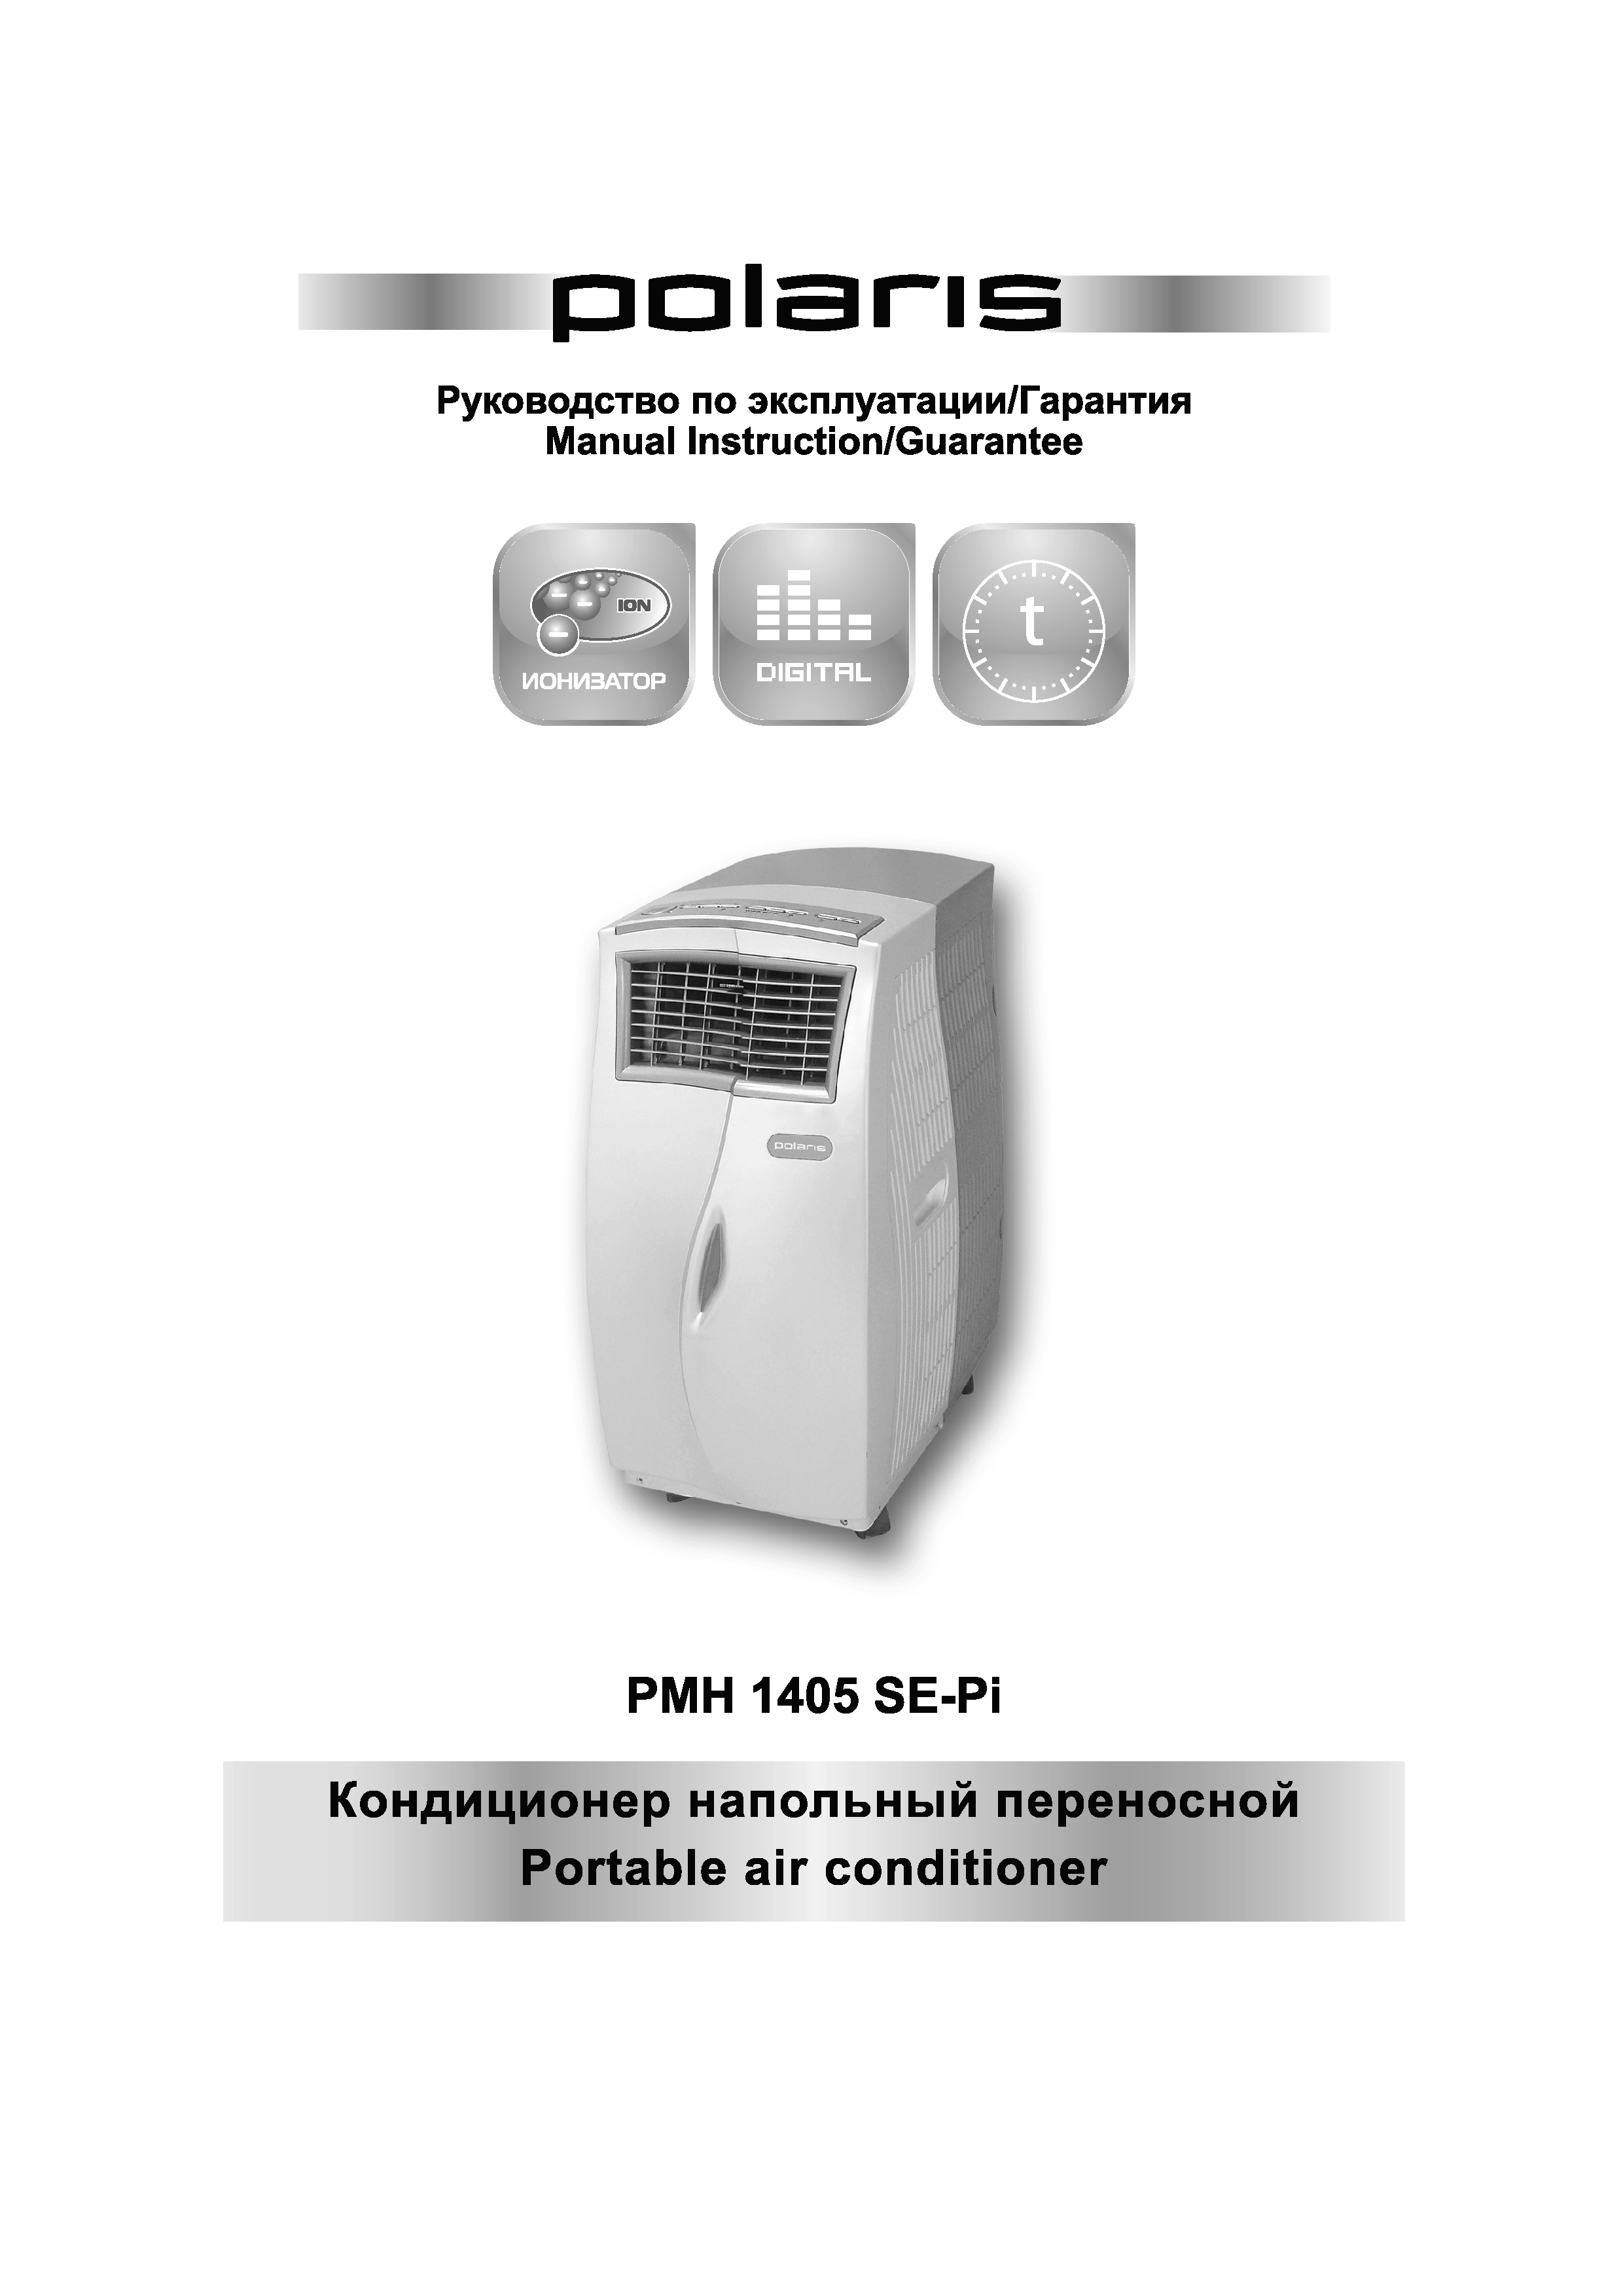 polaris
Руководство по эксплуатации/Гарантия
Manual Instruction/Guarantee
ION
ИОНИЗАТОР
DIGITAL
t
polaris
PMH 1405 SE-Pi
Кондиционер напольный переносной
Portable air conditioner